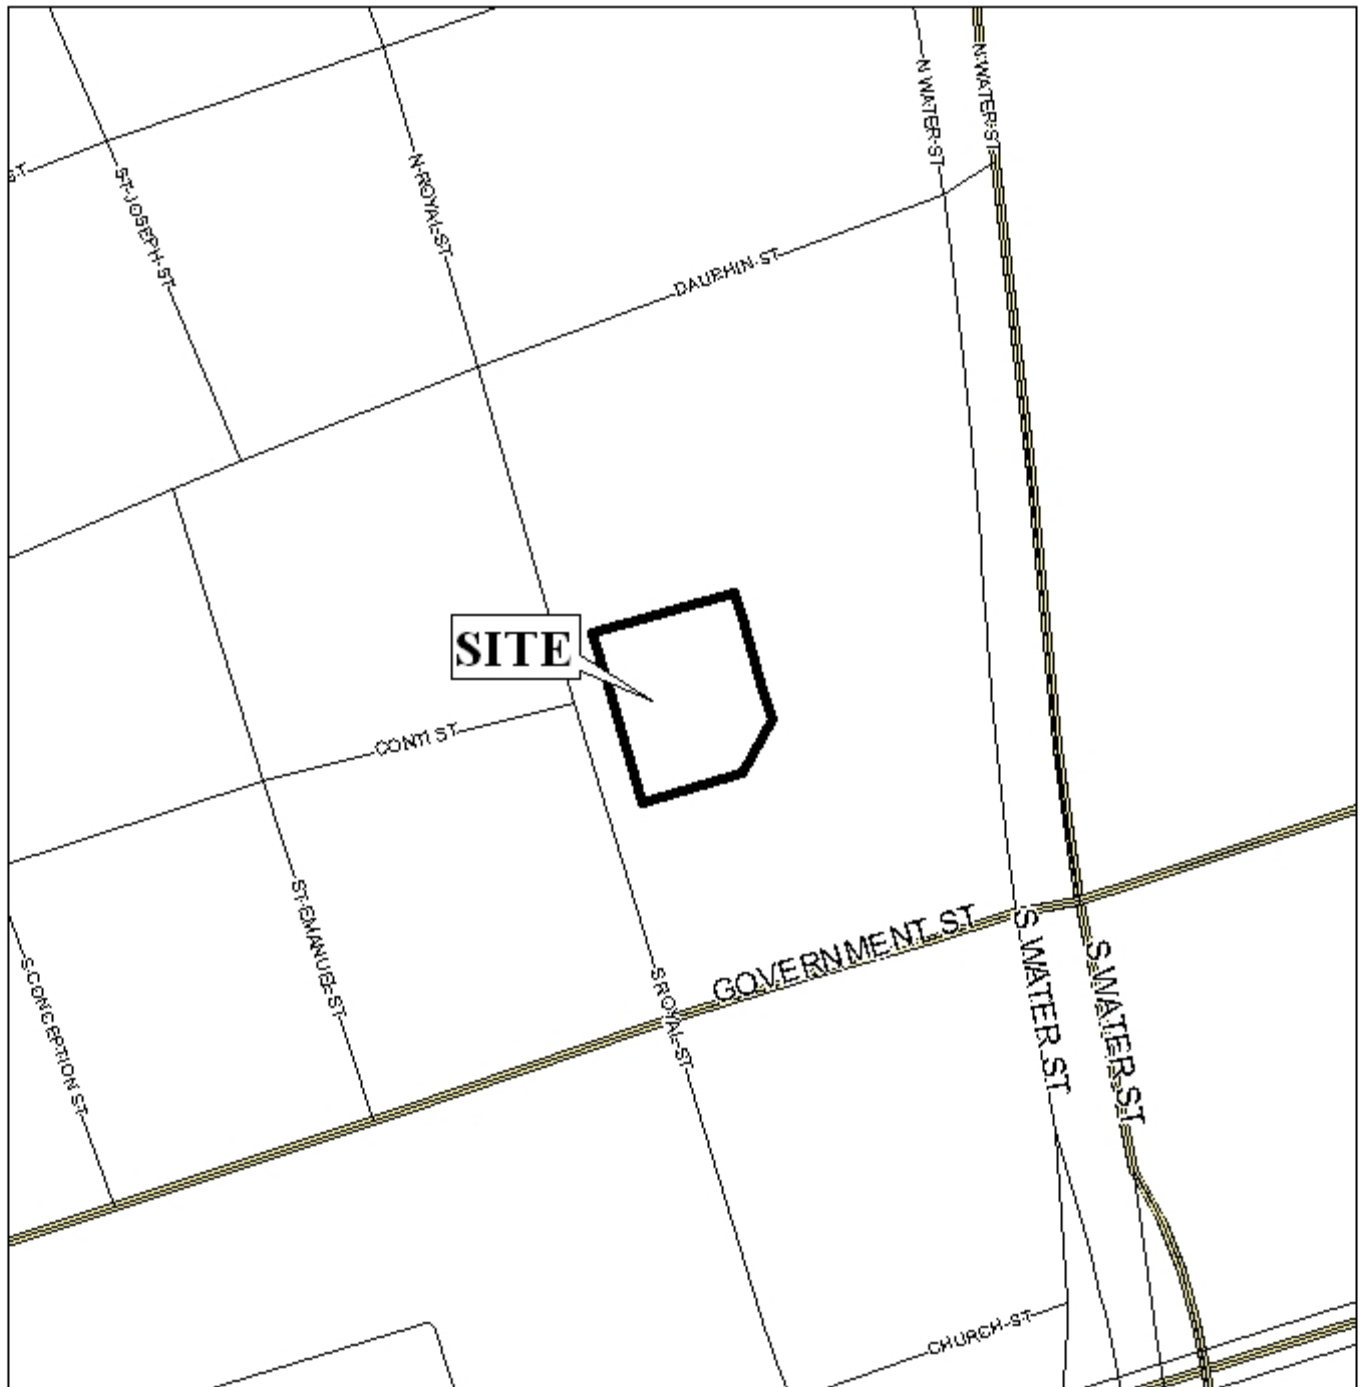 N WATER ST
N WATER ST
ST
ST JOSEPH ST
N ROYAL ST
DAUPHIN ST
SITE
CONTI ST
ST EMANUEL ST
S CONCEPTION ST
S ROYAL ST
GOVERNMENT ST
S WATER ST
S WATER ST
CHURCH ST